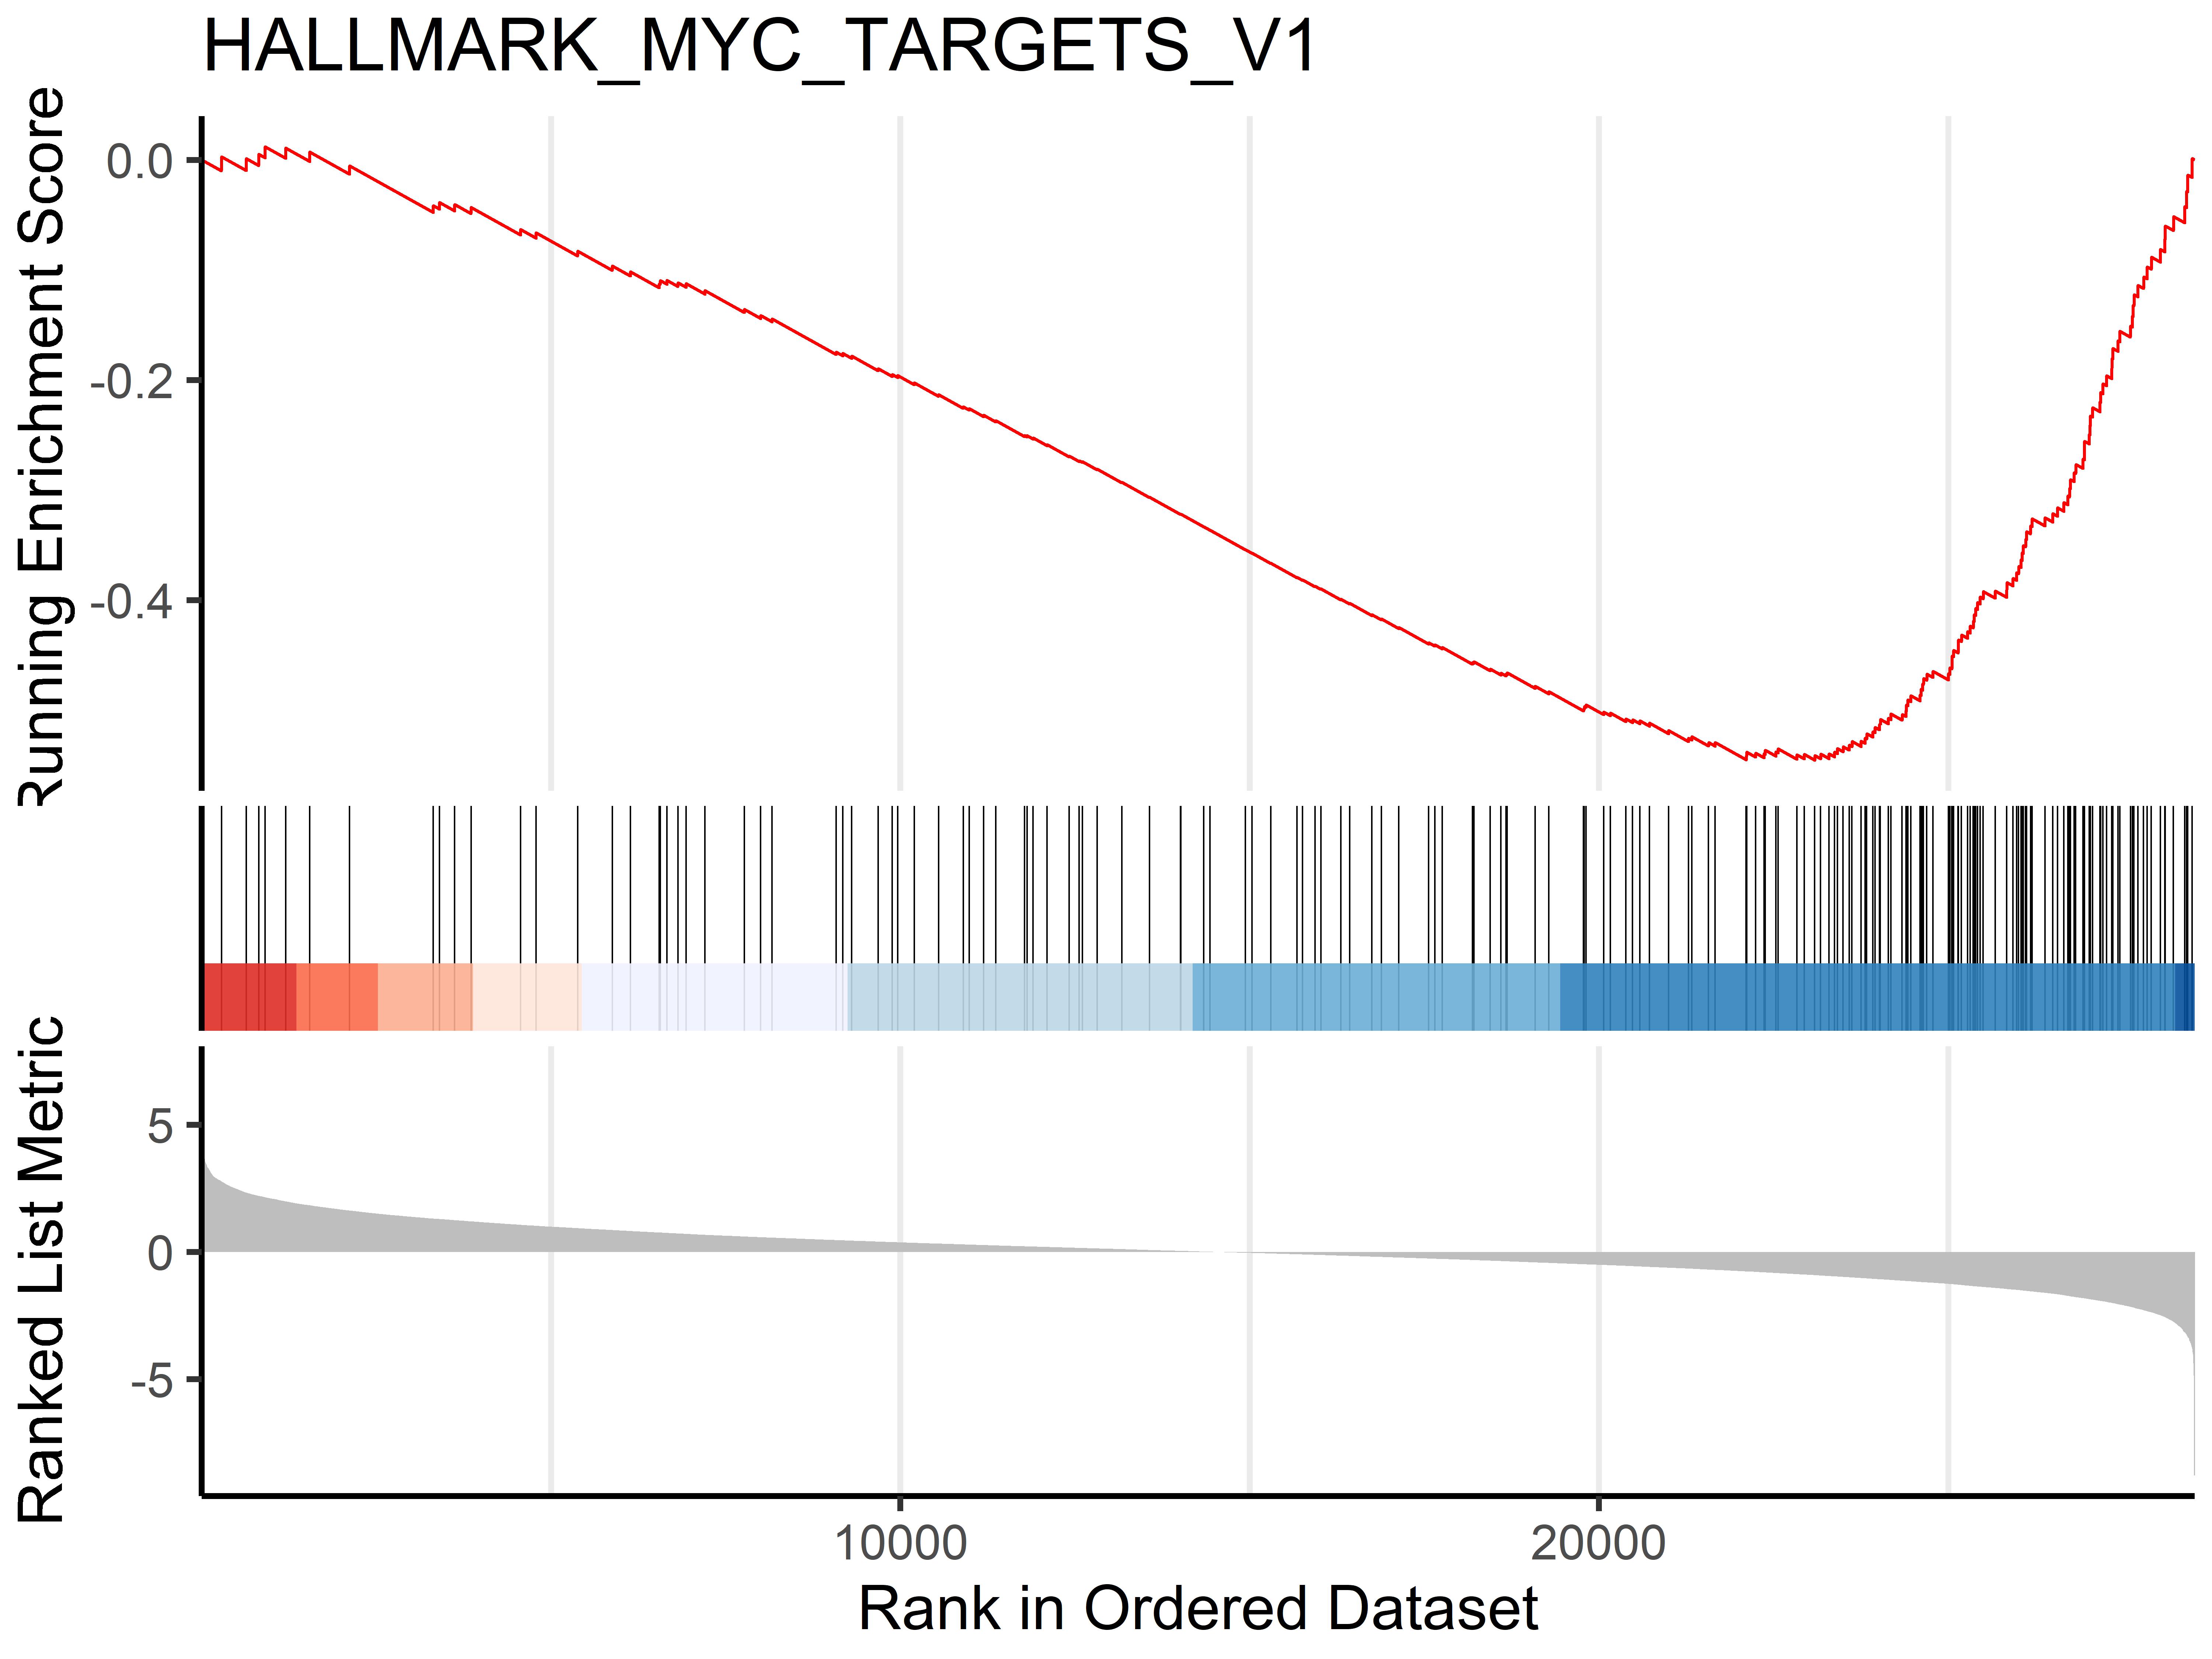 HALLMARK_MYC_TARGETS_V1
Running Enrichment Score
0.0
-0.2
-0.4
Ranked List Metric
5
0
-5
10000
20000
Rank in Ordered Dataset